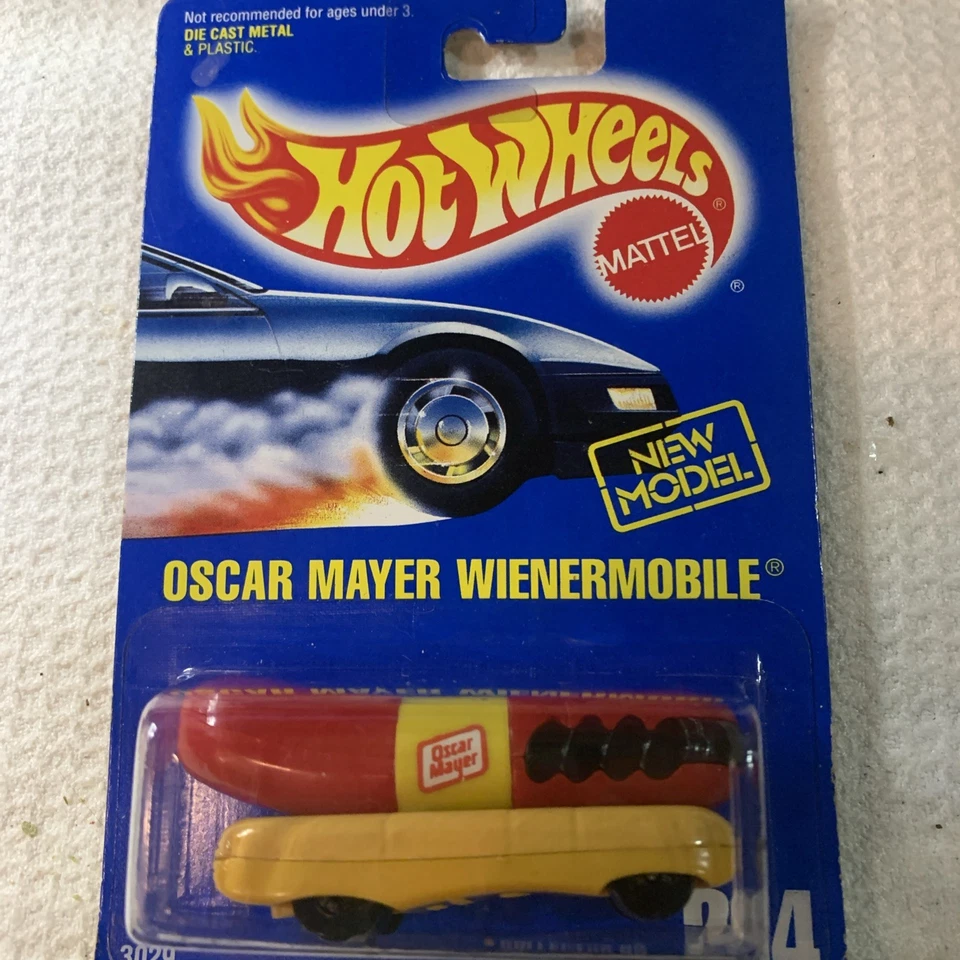 Not recommended for ages under 3.
DIE CAST METAL
& PLASTIC.
HOT WHEELS ®
MATTEL
®
NEW
MODEL
OSCAR MAYER WIENERMOBILE®
Oscar
Mayer
3029